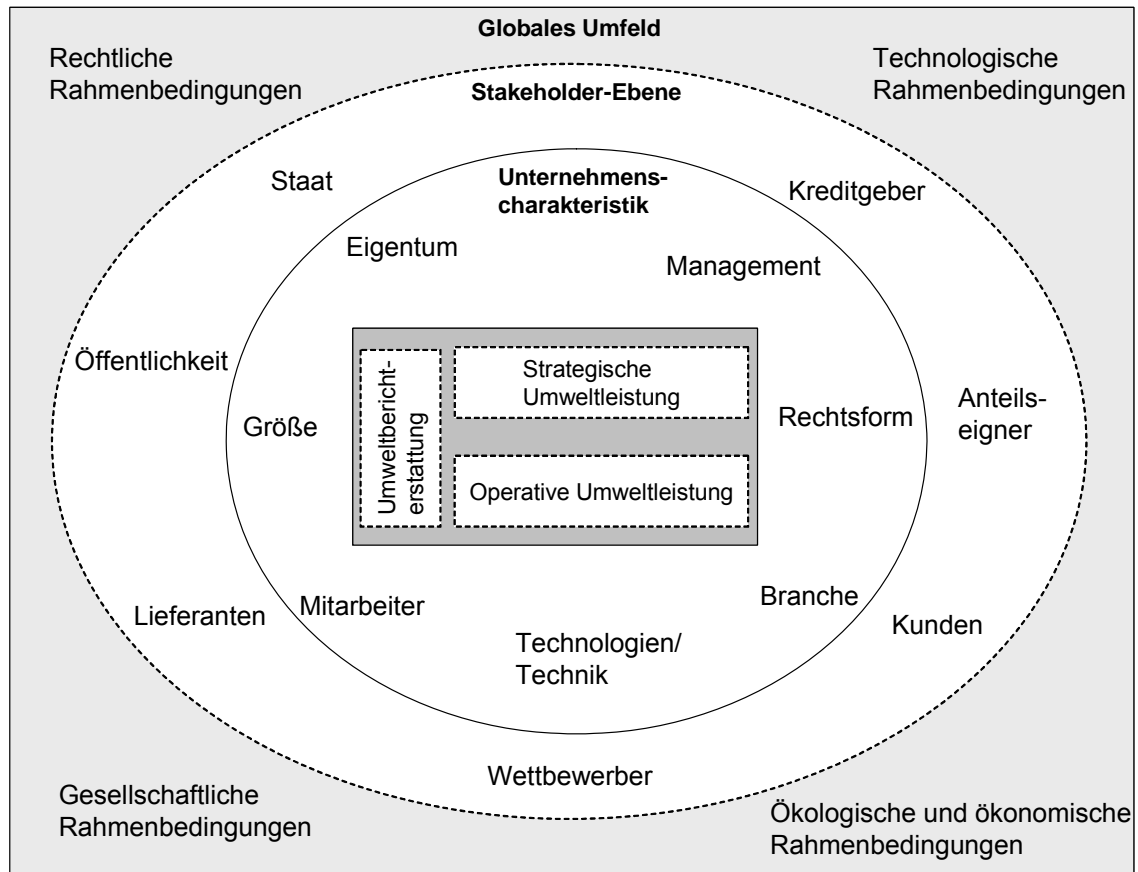 Globales Umfeld
Rechtliche
Rahmenbedingungen
Technologische
Rahmenbedingungen
Stakeholder-Ebene
Staat
Unternehmens-
charakteristik
Kreditgeber
Eigentum
Management
Öffentlichkeit
Größe
Umweltbericht-
erstattung
Strategische
Umweltleistung
Operative Umweltleistung
Rechtsform
Anteils-
eigner
Lieferanten
Mitarbeiter
Technologien/
Technik
Branche
Kunden
Wettbewerber
Gesellschaftliche
Rahmenbedingungen
Ökologische und ökonomische
Rahmenbedingungen